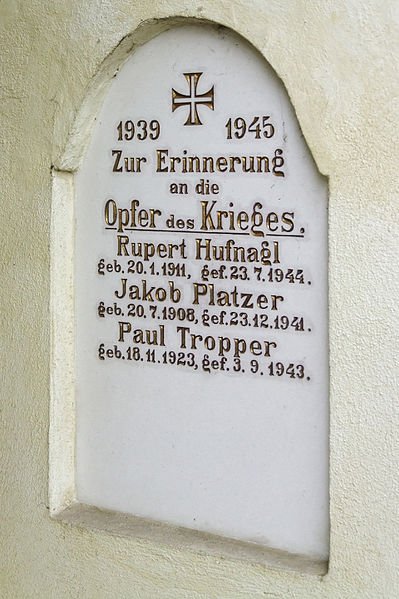 1939 1945
Zur Erinnerung
an die
Opfer des Krieges.
Rupert Hufnagl
geb. 20.1.1911, gef. 23.7.1944.
Jakob Platzer
geb. 20.7.1908, gef. 23.12.1941.
Paul Tropper
geb. 18.11.1923, gef. 3.9.1943.